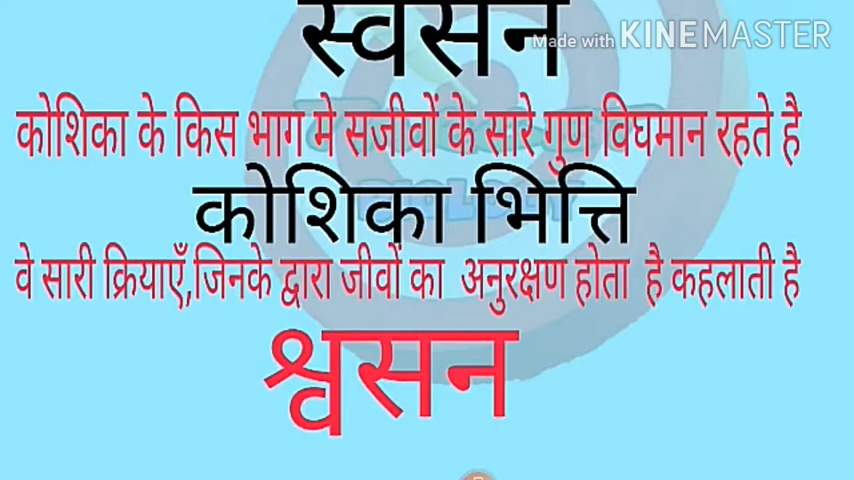 स्वसन
Made with KINEMASTER
कोशिका के किस भाग मे सजीवों के सारे गुण विघमान रहते है
कोशिका भित्ति
वे सारी क्रियाएँ,जिनके द्वारा जीवों का अनुरक्षण होता है कहलाती है
श्वसन